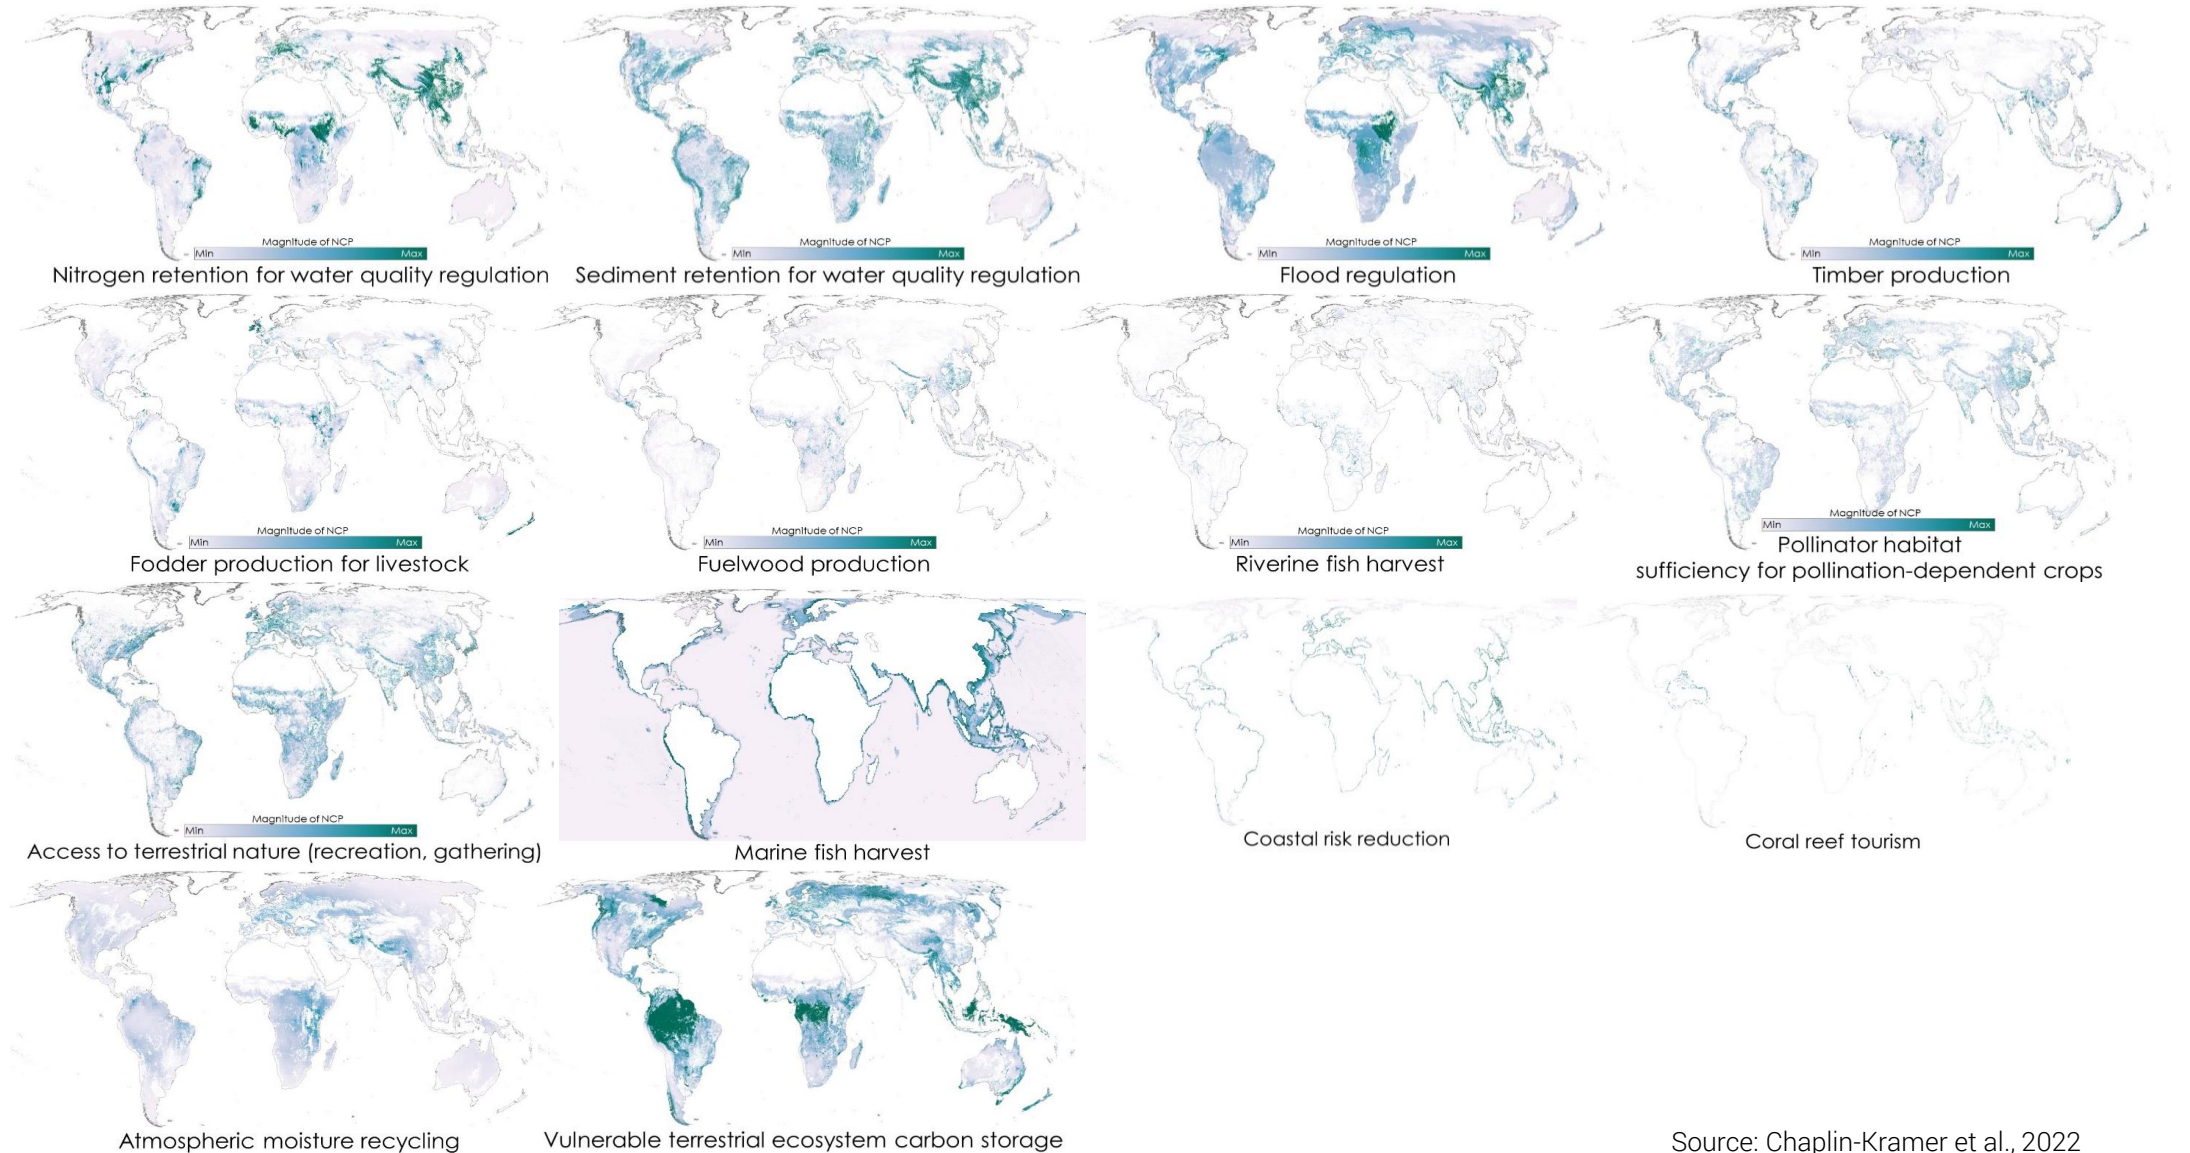 Magnitude of NCP
Min Max
Nitrogen retention for water quality regulation
Magnitude of NCP
Min Max
Sediment retention for water quality regulation
Magnitude of NCP
Min Max
Flood regulation
Magnitude of NCP
Min Max
Timber production
Magnitude of NCP
Min Max
Fodder production for livestock
Magnitude of NCP
Min Max
Fuelwood production
Magnitude of NCP
Min Max
Riverine fish harvest
Magnitude of NCP
Min Max
Pollinator habitat
sufficiency for pollination-dependent crops
Magnitude of NCP
Min Max
Access to terrestrial nature (recreation, gathering)
Marine fish harvest
Coastal risk reduction
Coral reef tourism
Atmospheric moisture recycling
Vulnerable terrestrial ecosystem carbon storage
Source: Chaplin-Kramer et al., 2022